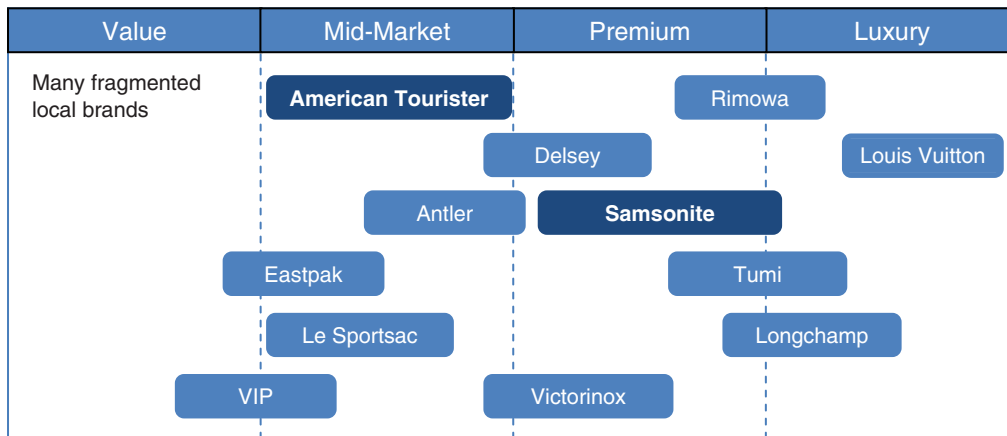 Value Mid-Market Premium Luxury
Many fragmented
local brands
American Tourister Rimowa
Delsey Louis Vuitton
Antler Samsonite
Eastpak Tumi
Le Sportsac Longchamp
VIP Victorinox